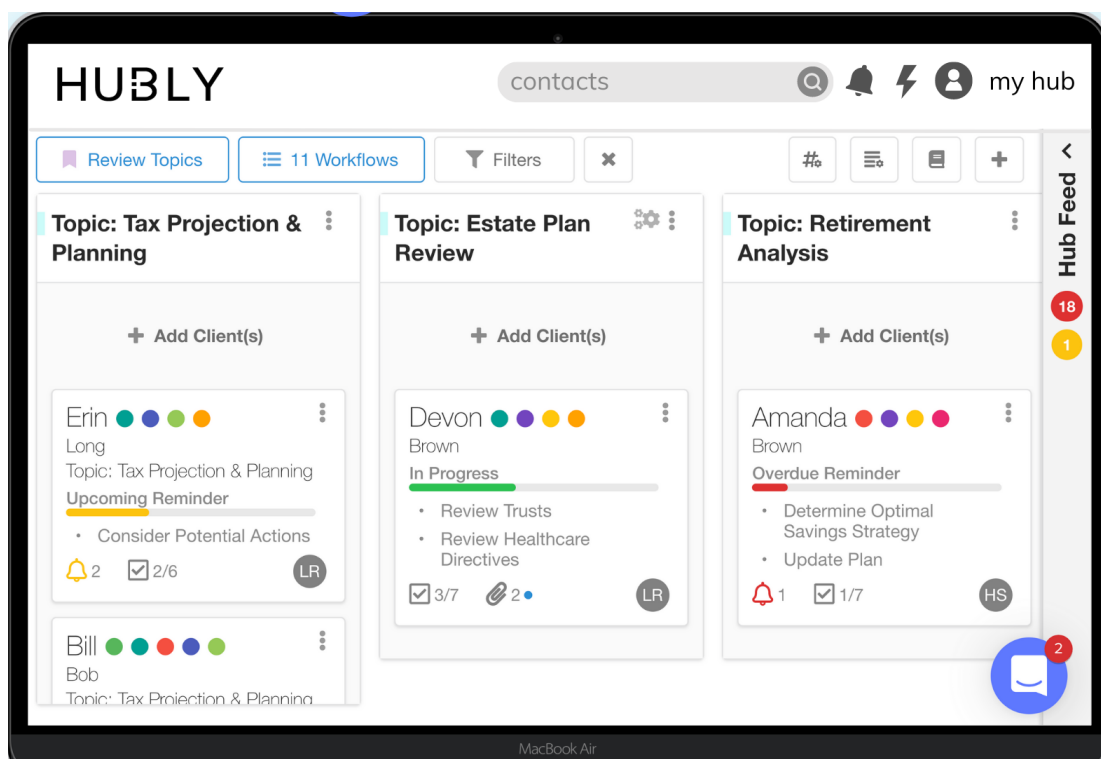 HUBLY
contacts
my hub
Review Topics
11 Workflows
Filters
Hub Feed
18
1
Topic: Tax Projection &
Planning
Add Client(s)
Erin
Long
Topic: Tax Projection & Planning
Upcoming Reminder
Consider Potential Actions
2
2/6
LR
Bill
Bob
Topic: Tax Projection & Planning
Topic: Estate Plan
Review
Add Client(s)
Devon
Brown
In Progress
• Review Trusts
• Review Healthcare
Directives
3/7
2
LR
Topic: Retirement
Analysis
Add Client(s)
Amanda
Brown
Overdue Reminder
• Determine Optimal
Savings Strategy
• Update Plan
1
1/7
HS
2
MacBook Air